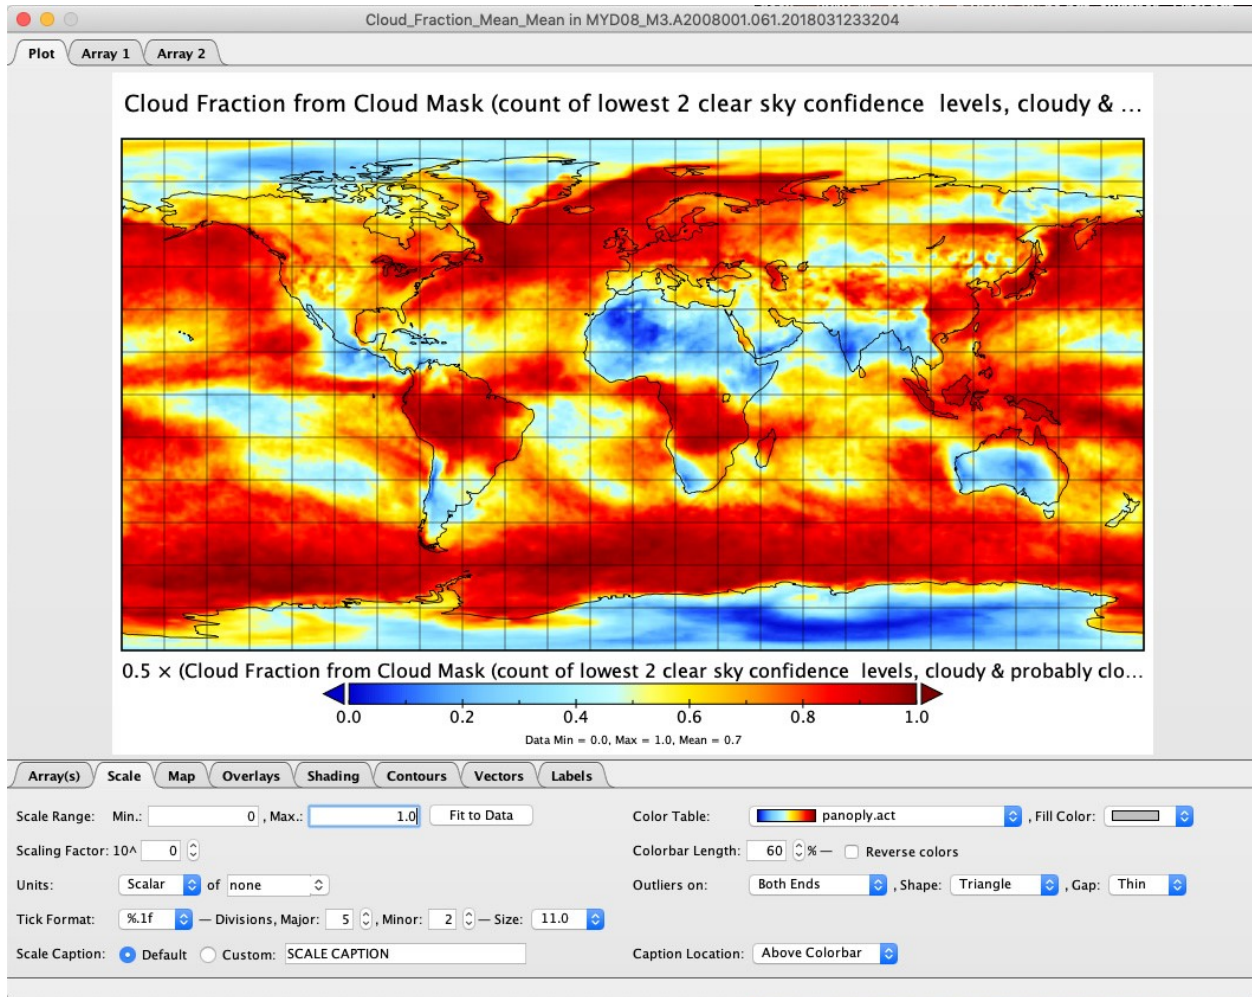 Cloud_Fraction_Mean_Mean in MYD08_M3.A2008001.061.2018031233204
Plot Array 1 Array 2
Cloud Fraction from Cloud Mask (count of lowest 2 clear sky confidence levels, cloudy & ...
0.5 × (Cloud Fraction from Cloud Mask (count of lowest 2 clear sky confidence levels, cloudy & probably clo...
0.0 0.2 0.4 0.6 0.8 1.0
Data Min = 0.0, Max = 1.0, Mean = 0.7
Array(s) Scale Map Overlays Shading Contours Vectors Labels
Scale Range: Min.: 0 , Max.: 1.0 Fit to Data Color Table: panoply.act , Fill Color:
Scaling Factor: 10^ 0 Colorbar Length: 60 % — Reverse colors
Units: Scalar of none Outliers on: Both Ends , Shape: Triangle , Gap: Thin
Tick Format: %.1f — Divisions, Major: 5 , Minor: 2 — Size: 11.0
Scale Caption: Default Custom: SCALE CAPTION Caption Location: Above Colorbar